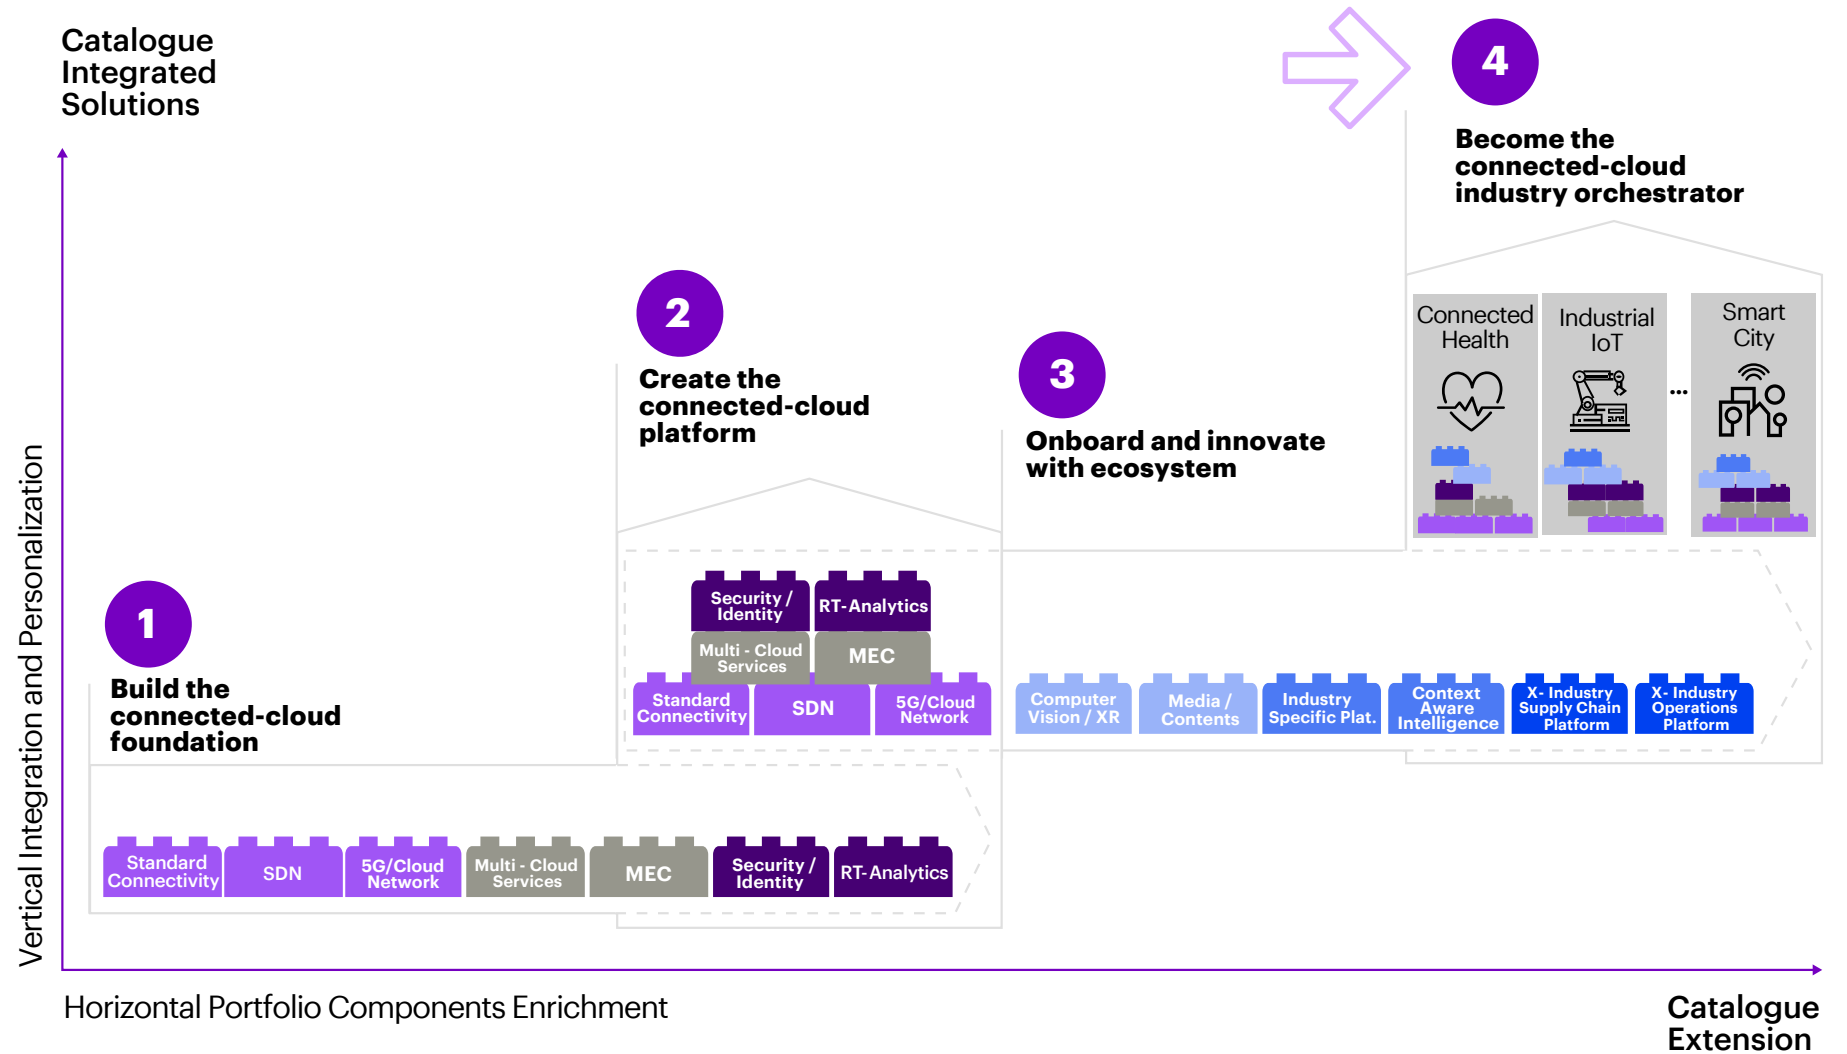 Catalogue
Integrated
Solutions
4
Become the
connected-cloud
industry orchestrator
2
Create the
connected-cloud
platform
3
Onboard and innovate
with ecosystem
Connected
Health
Industrial
IoT
...
Smart
City
1
Build the
connected-cloud
foundation
Security /
Identity
RT-Analytics
Multi - Cloud
Services
MEC
Standard
Connectivity
SDN
5G/Cloud
Network
Computer
Vision / XR
Media /
Contents
Industry
Specific Plat.
Context
Aware
Intelligence
X- Industry
Supply Chain
Platform
X- Industry
Operations
Platform
Standard
Connectivity
SDN
5G/Cloud
Network
Multi - Cloud
Services
MEC
Security /
Identity
RT-Analytics
Vertical Integration and Personalization
Horizontal Portfolio Components Enrichment
Catalogue
Extension